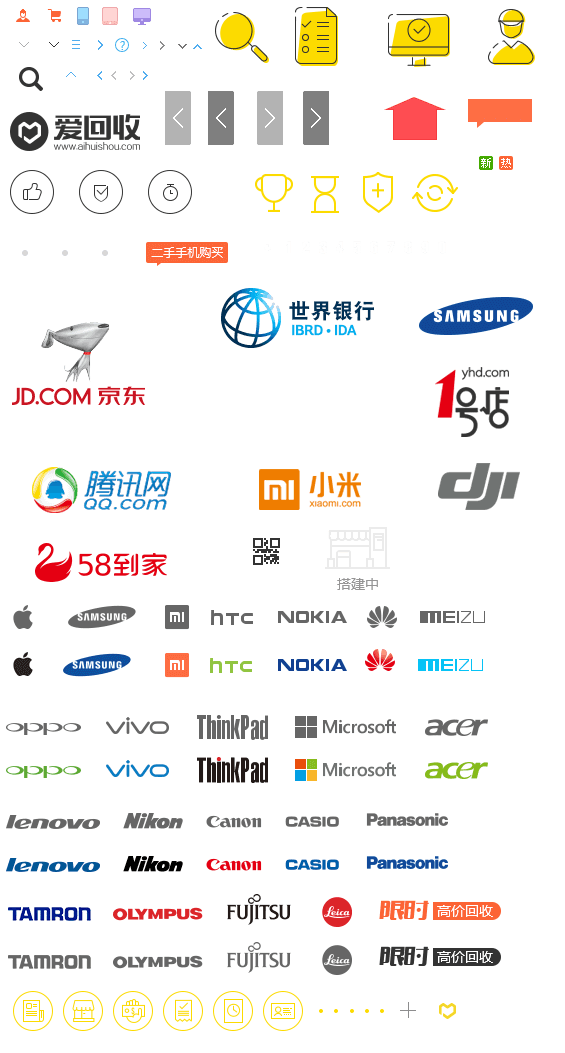 爱回收
www.aihuishou.com
新 热
二手手机购买
世界银行
IBRD • IDA
SAMSUNG
JD.COM 京东
yhd.com
1号店
腾讯网
QQ.com
小米
xiaomi.com
dji
58到家
搭建中
SAMSUNG mi hTC NOKIA MEIZU
SAMSUNG mi hTC NOKIA MEIZU
oppo vivo ThinkPad Microsoft acer
oppo vivo ThinkPad Microsoft acer
lenovo Nikon Canon CASIO Panasonic
lenovo Nikon Canon CASIO Panasonic
TAMRON OLYMPUS FUJITSU Leica 限时 高价回收
TAMRON OLYMPUS FUJITSU Leica 限时 高价回收